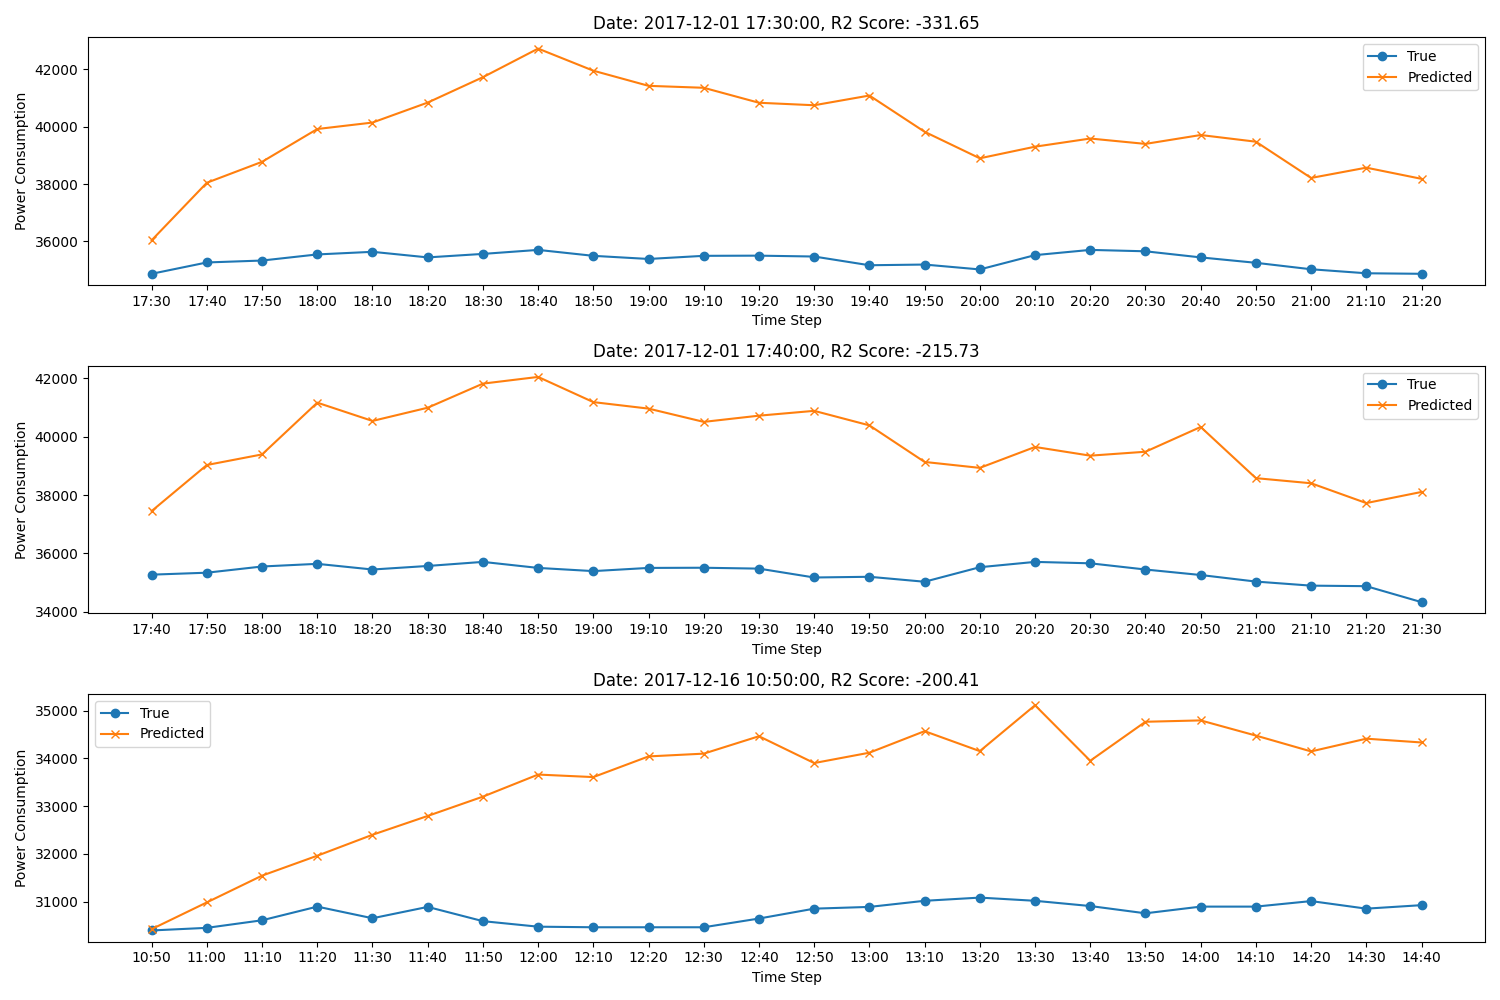 Date: 2017-12-01 17:30:00, R2 Score: -331.65
True
Predicted
Power Consumption
42000
40000
38000
36000
17:30 17:40 17:50 18:00 18:10 18:20 18:30 18:40 18:50 19:00 19:10 19:20 19:30 19:40 19:50 20:00 20:10 20:20 20:30 20:40 20:50 21:00 21:10 21:20
Time Step
Date: 2017-12-01 17:40:00, R2 Score: -215.73
True
Predicted
Power Consumption
42000
40000
38000
36000
34000
17:40 17:50 18:00 18:10 18:20 18:30 18:40 18:50 19:00 19:10 19:20 19:30 19:40 19:50 20:00 20:10 20:20 20:30 20:40 20:50 21:00 21:10 21:20 21:30
Time Step
Date: 2017-12-16 10:50:00, R2 Score: -200.41
True
Predicted
Power Consumption
35000
34000
33000
32000
31000
10:50 11:00 11:10 11:20 11:30 11:40 11:50 12:00 12:10 12:20 12:30 12:40 12:50 13:00 13:10 13:20 13:30 13:40 13:50 14:00 14:10 14:20 14:30 14:40
Time Step